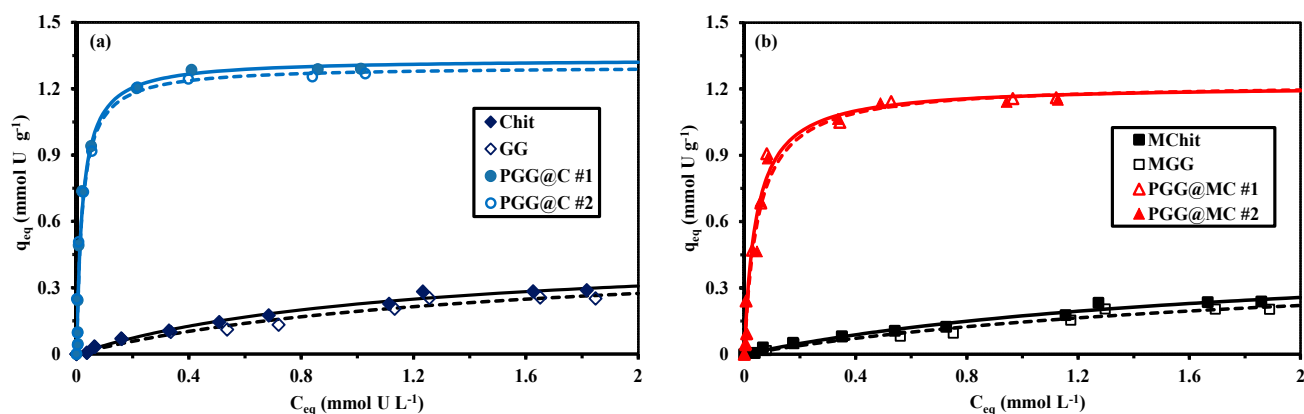 (a)
1.5
1.2
0.9
0.6
0.3
0
q_eq (mmol U g⁻¹)
Chit
GG
PGG@C #1
PGG@C #2
0 0.4 0.8 1.2 1.6 2
C_eq (mmol U L⁻¹)
(b)
1.5
1.2
0.9
0.6
0.3
0
q_eq (mmol U g⁻¹)
MChit
MGG
PGG@MC #1
PGG@MC #2
0 0.4 0.8 1.2 1.6 2
C_eq (mmol L⁻¹)